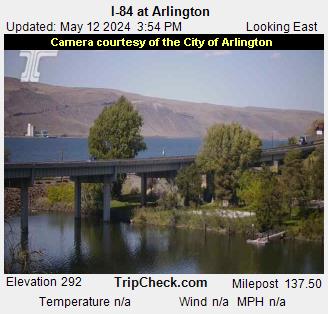 I-84 at Arlington
Updated: May 12 2024 3:54 PM Looking East
Camera courtesy of the City of Arlington
Elevation 292 TripCheck.com Milepost 137.50
Temperature n/a Wind n/a MPH n/a